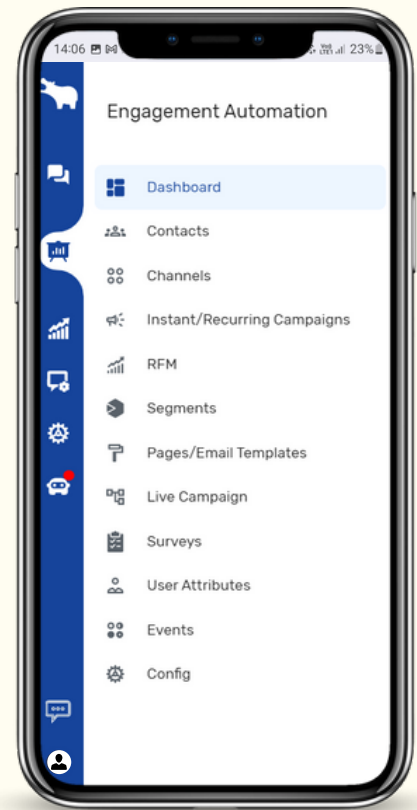 14:06 23%
Engagement Automation
Dashboard
Contacts
Channels
Instant/Recurring Campaigns
RFM
Segments
Pages/Email Templates
Live Campaign
Surveys
User Attributes
Events
Config